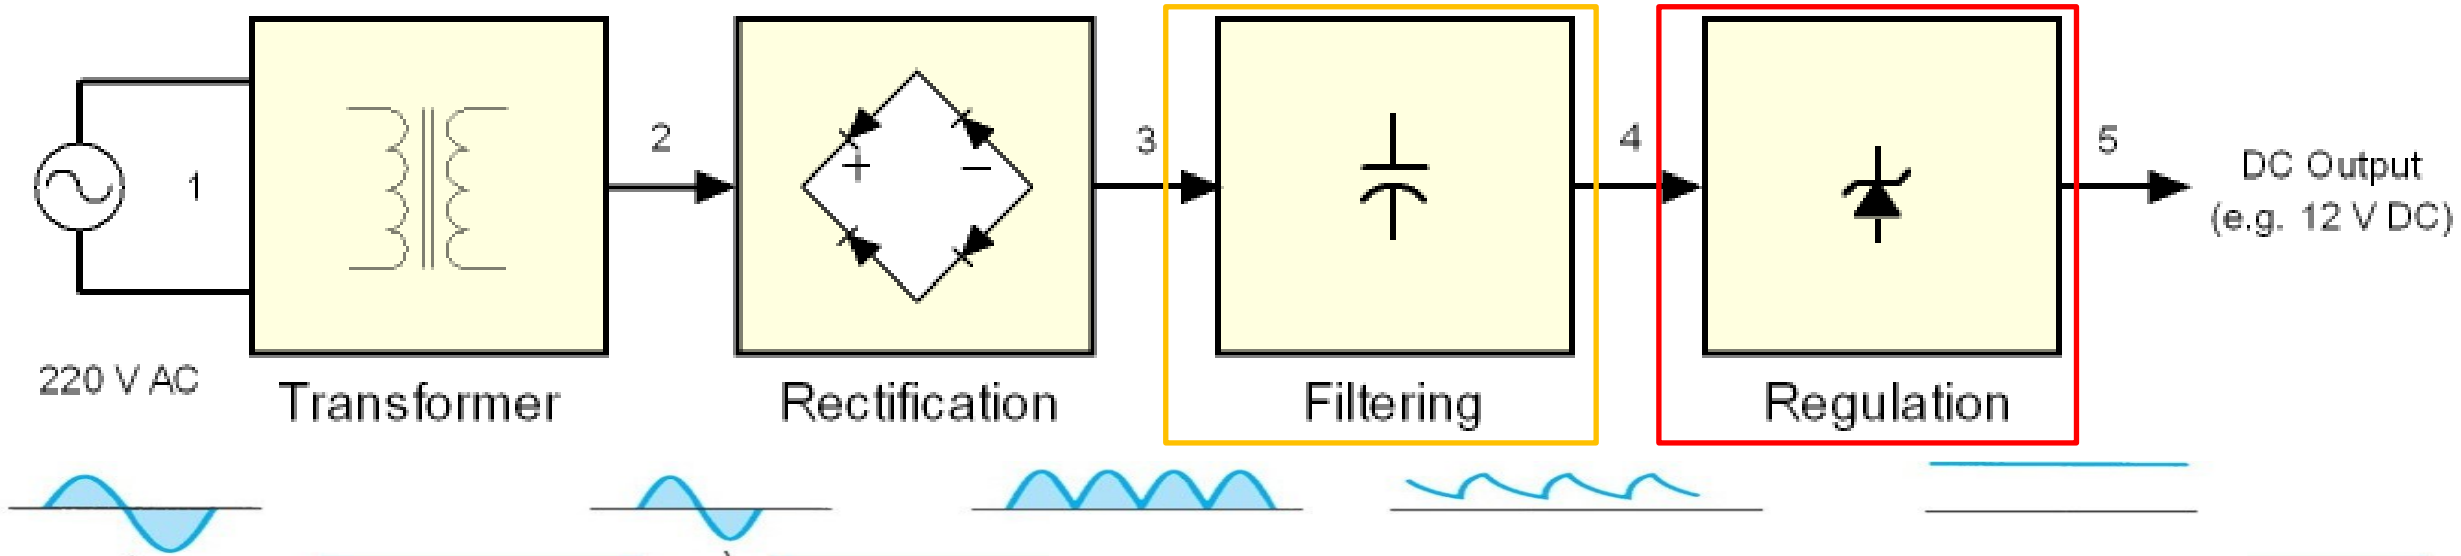 1
2
3
4
5
+
−
DC Output
(e.g. 12 V DC)
220 V AC
Transformer
Rectification
Filtering
Regulation